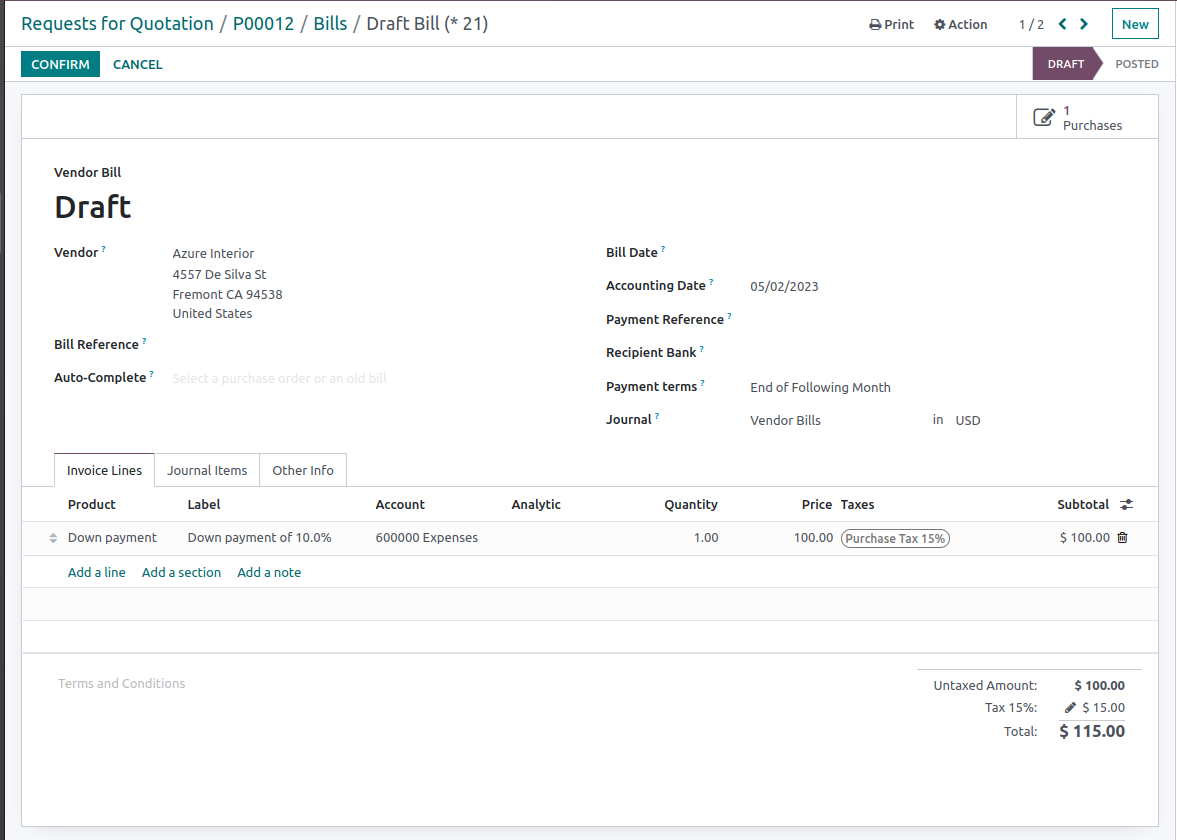 Requests for Quotation / P00012 / Bills / Draft Bill (* 21)
Print Action 1 / 2 New
CONFIRM CANCEL DRAFT POSTED
1
Purchases
Vendor Bill
Draft
Vendor ? Azure Interior
4557 De Silva St
Fremont CA 94538
United States
Bill Reference ?
Auto-Complete ? Select a purchase order or an old bill
Bill Date ?
Accounting Date ? 05/02/2023
Payment Reference ?
Recipient Bank ?
Payment terms ? End of Following Month
Journal ? Vendor Bills in USD
Invoice Lines Journal Items Other Info
Product Label Account Analytic Quantity Price Taxes Subtotal
Down payment Down payment of 10.0% 600000 Expenses 1.00 100.00 Purchase Tax 15% $ 100.00
Add a line Add a section Add a note
Terms and Conditions
Untaxed Amount: $ 100.00
Tax 15%: $ 15.00
Total: $ 115.00